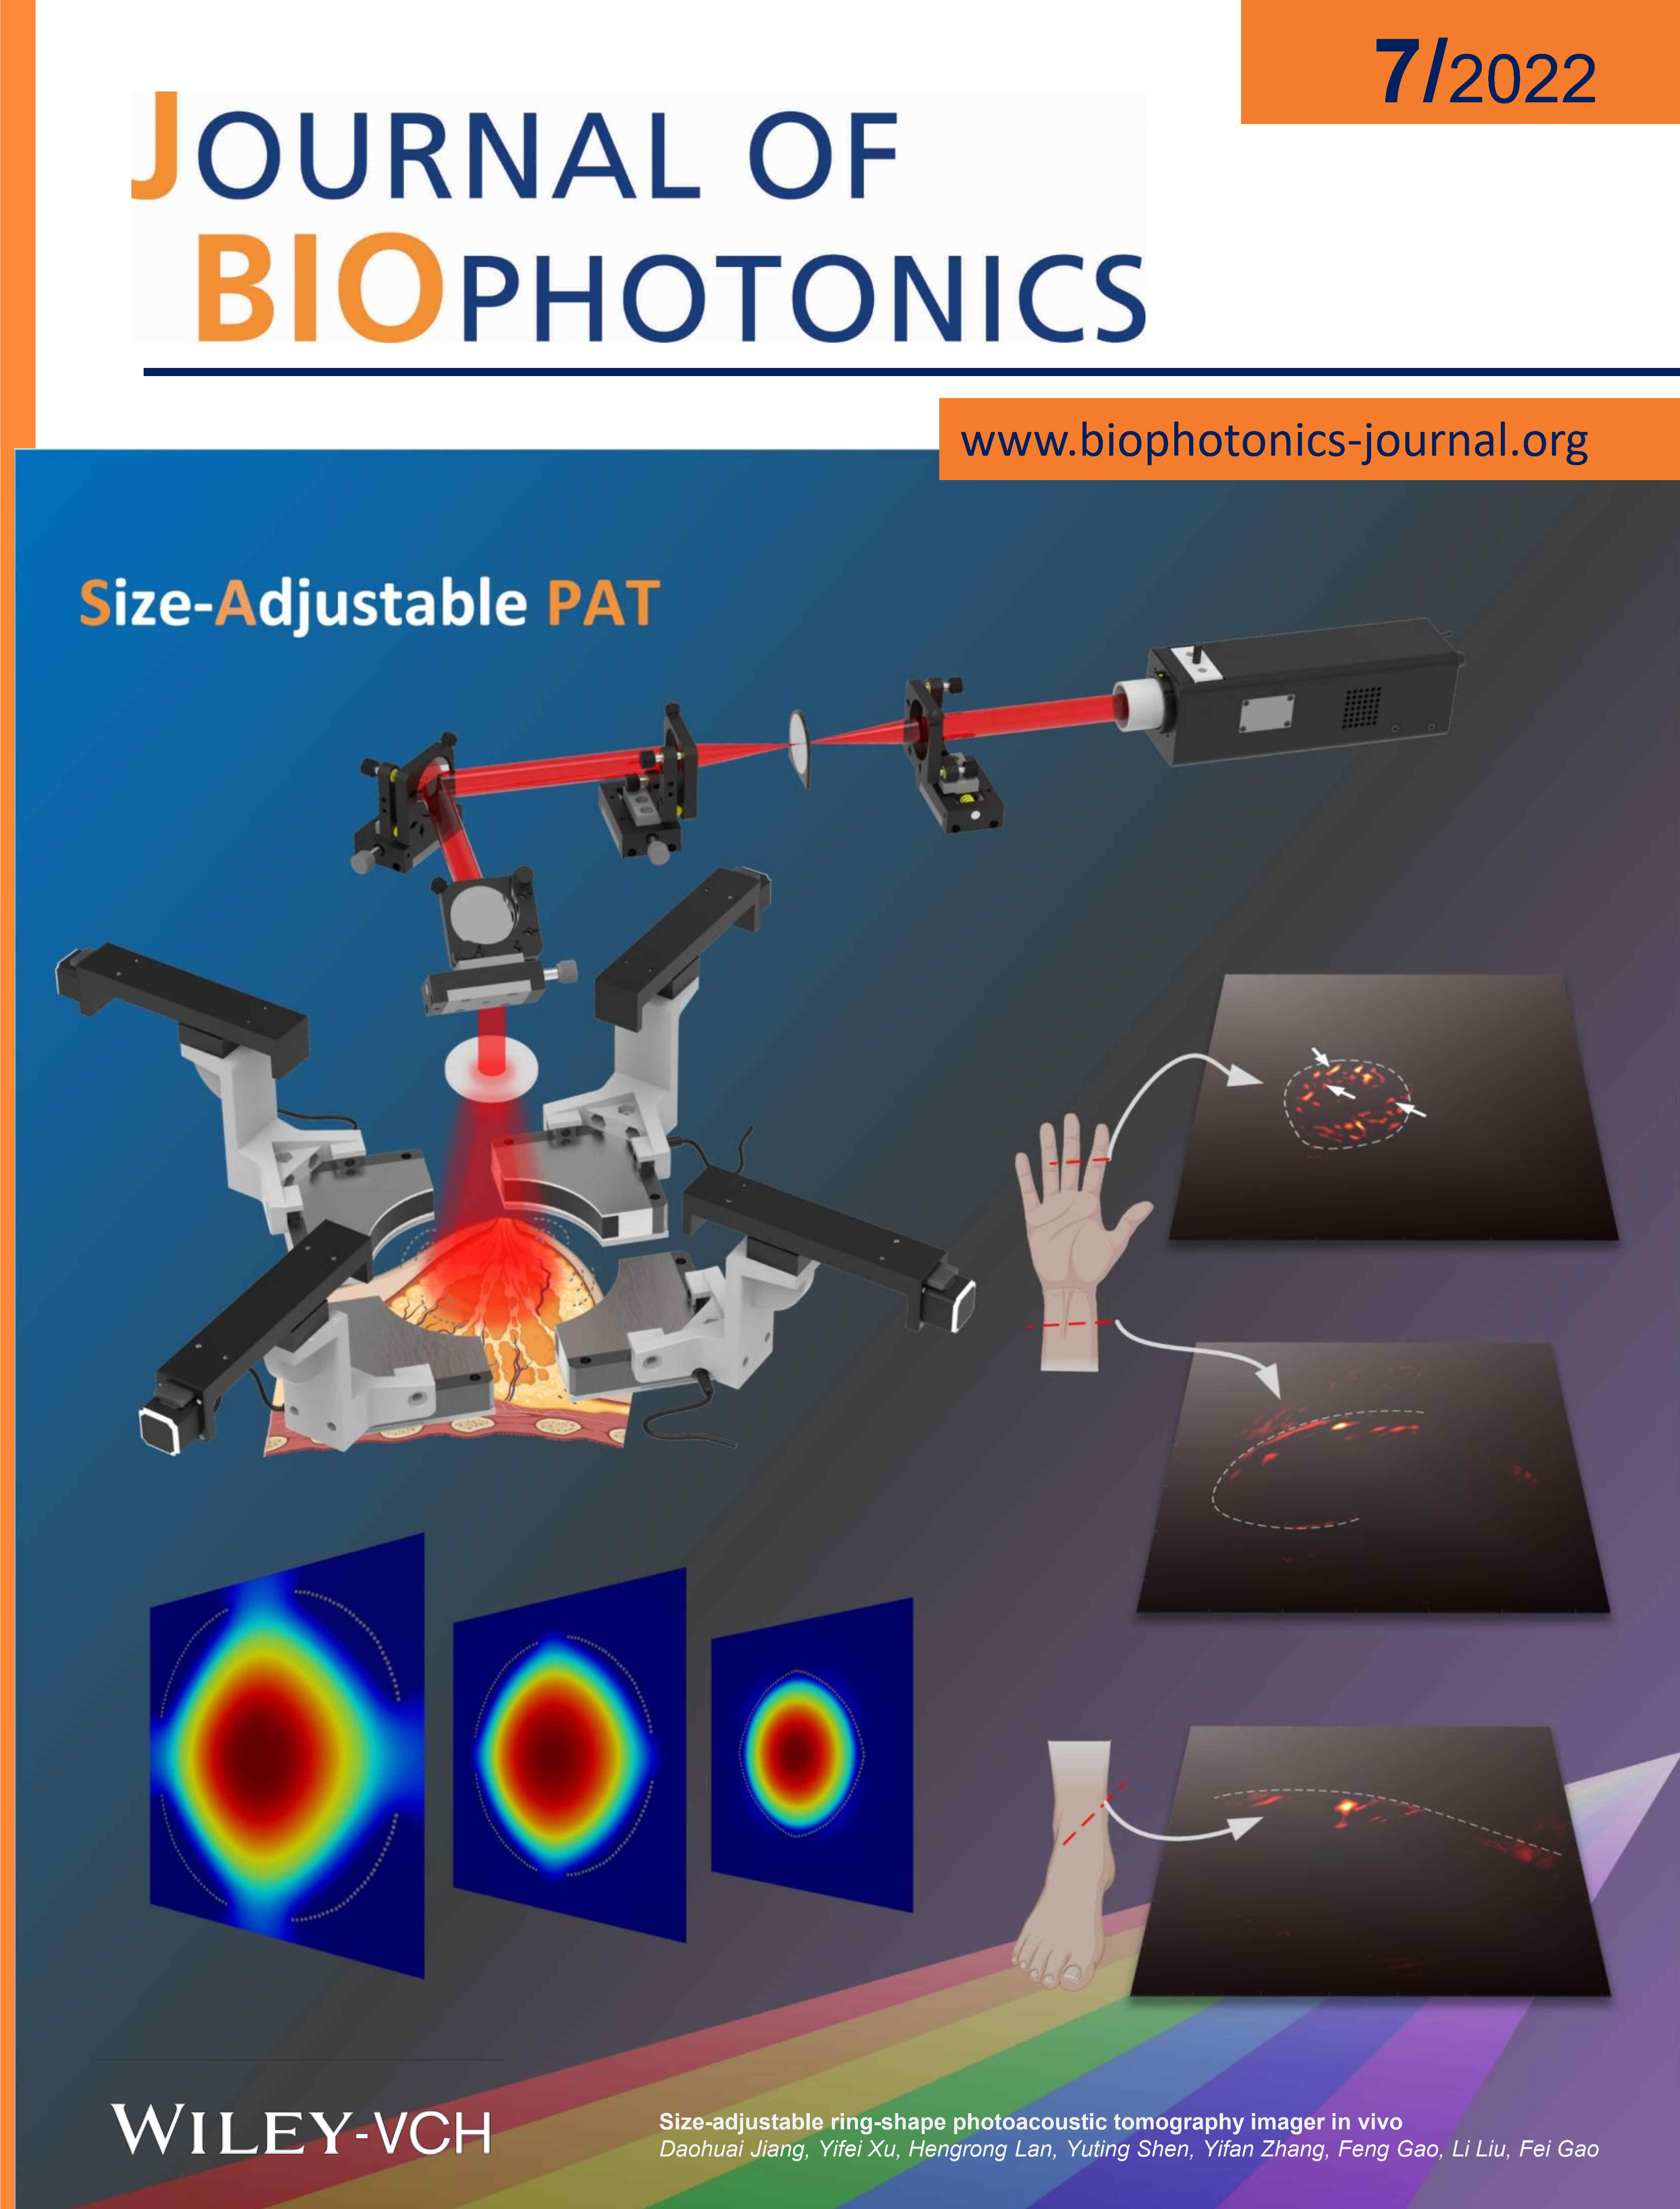 7/2022
JOURNAL OF
BIOPHOTONICS
www.biophotonics-journal.org
Size-Adjustable PAT
WILEY-VCH
Size-adjustable ring-shape photoacoustic tomography imager in vivo
Daohuai Jiang, Yifei Xu, Hengrong Lan, Yuting Shen, Yifan Zhang, Feng Gao, Li Liu, Fei Gao